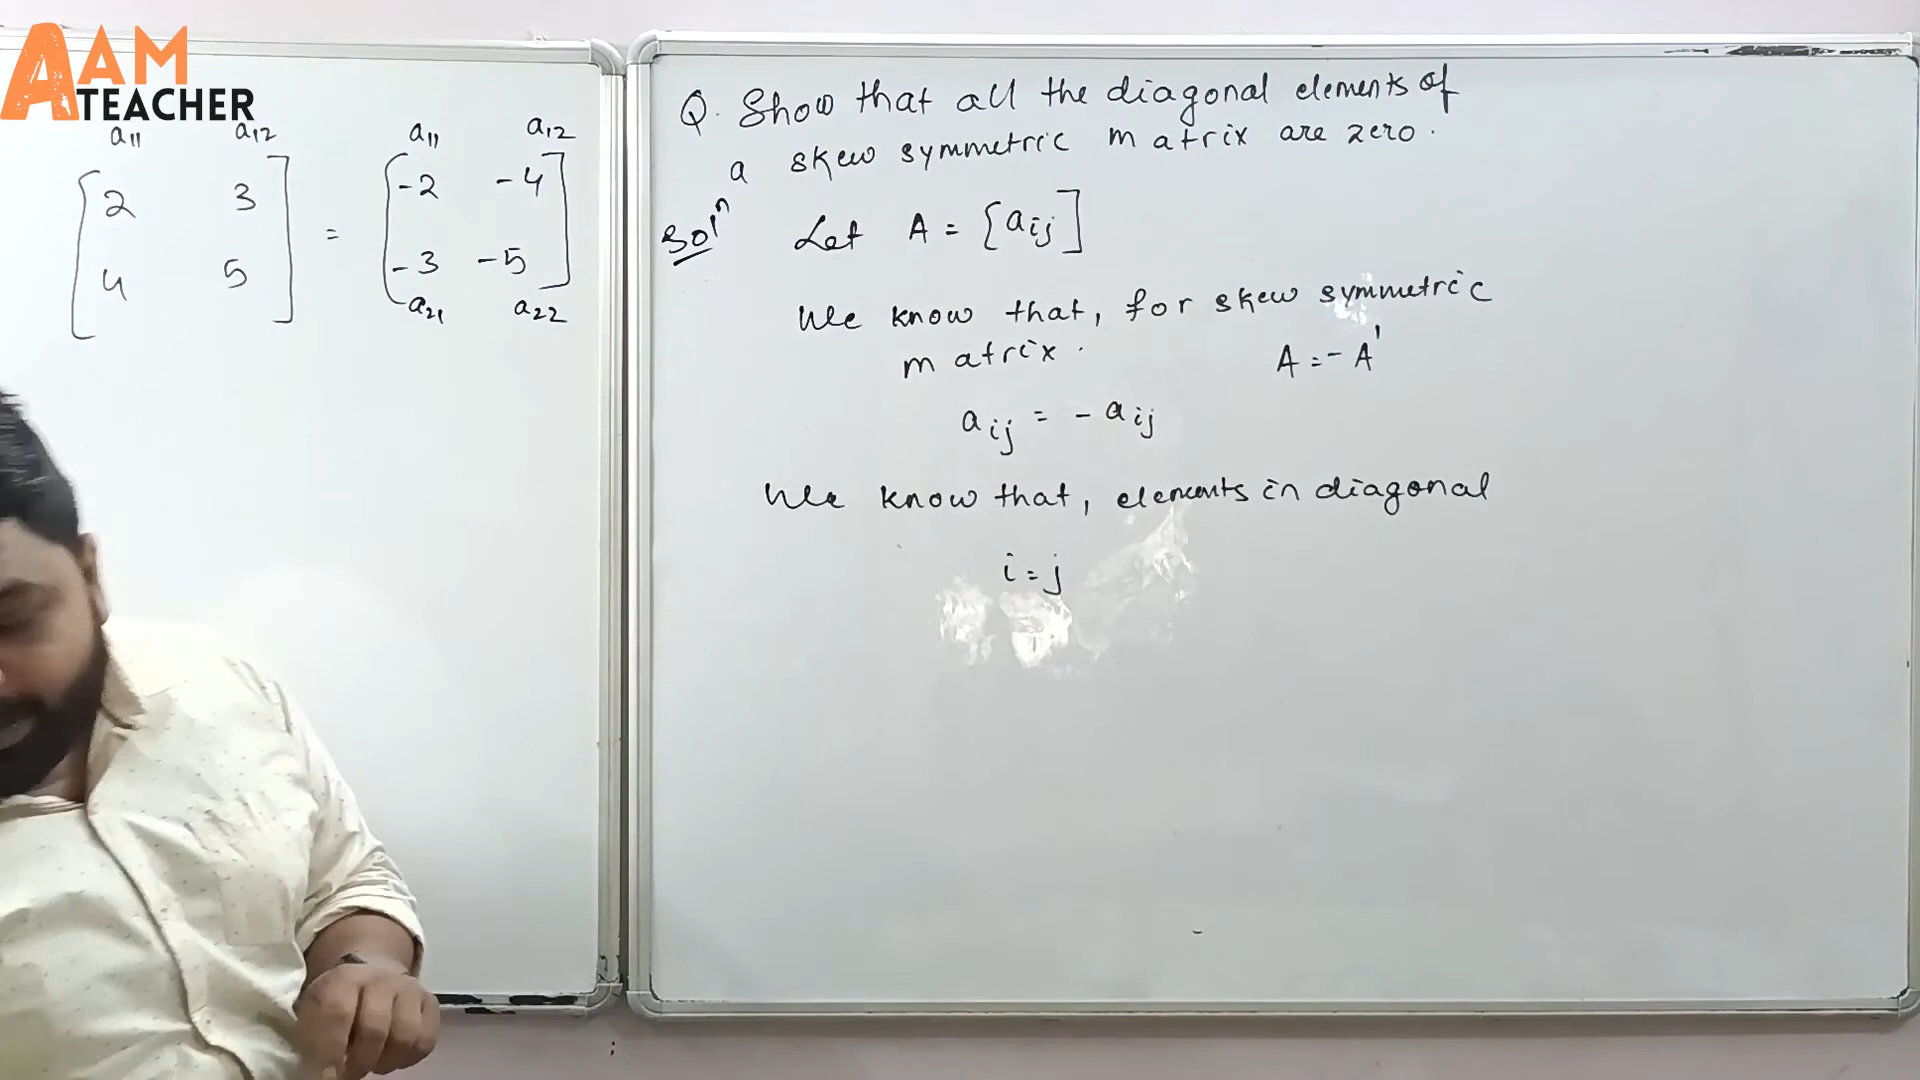 AAM
TEACHER
a11 a12
[2 3
4 5]
=
a11 a12
[-2 -4
-3 -5]
a21 a22
Q. Show that all the diagonal elements of
a skew symmetric matrix are zero.
Solⁿ Let A = [aij]
We know that, for skew symmetric
matrix. A = - A'
aij = - aij
We know that, elements in diagonal
i = j